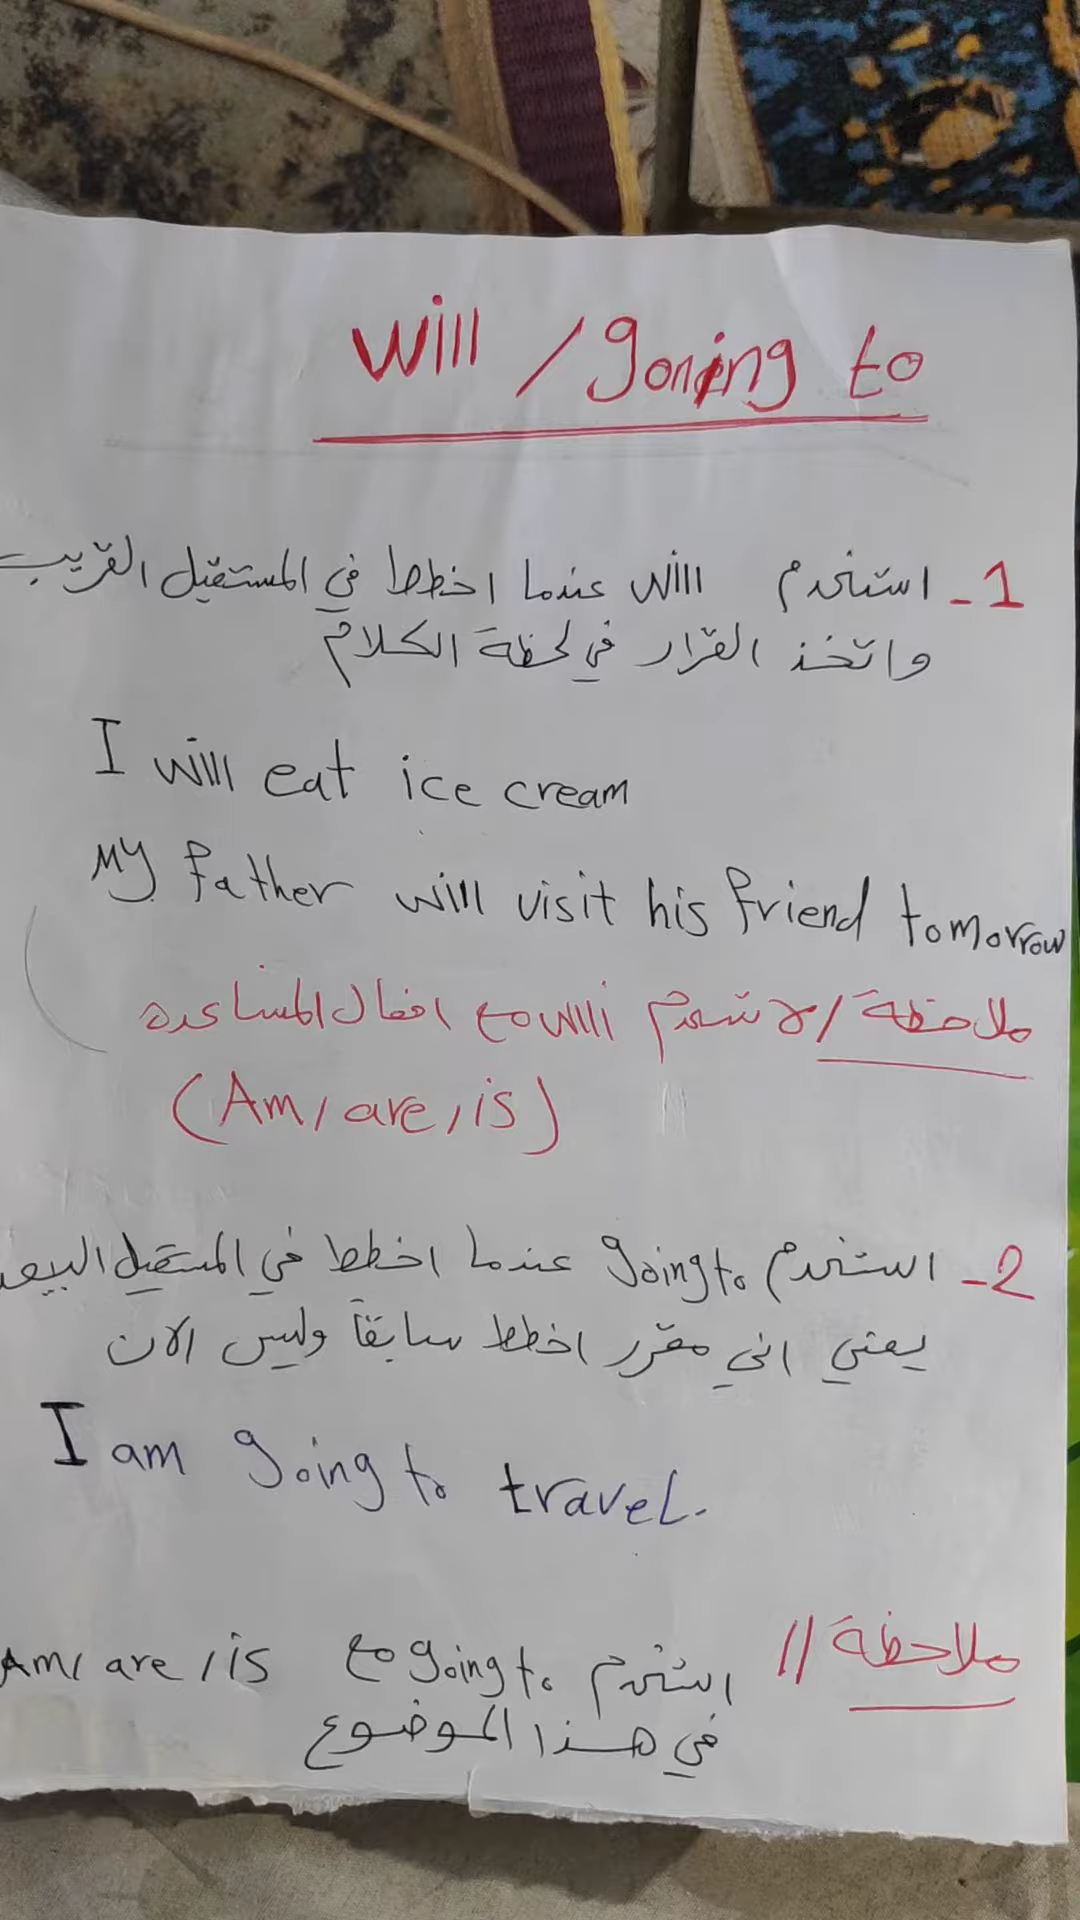 will / going to
1- استخدم will عندما اخطط في المستقبل القريب
واتخذ القرار في لحظة الكلام
I will eat ice cream
My father will visit his friend tomorrow
ملاحظة / لا تستخدم will مع افعال المساعده
(Am / are / is)
2- استخدم going to عندما اخطط في المستقبل البعيد
يعني اني مقرر اخطط سابقاً وليس الان
I am going to travel.
ملاحظة // استخدم going to مع Am / are / is
في هذا الموضوع